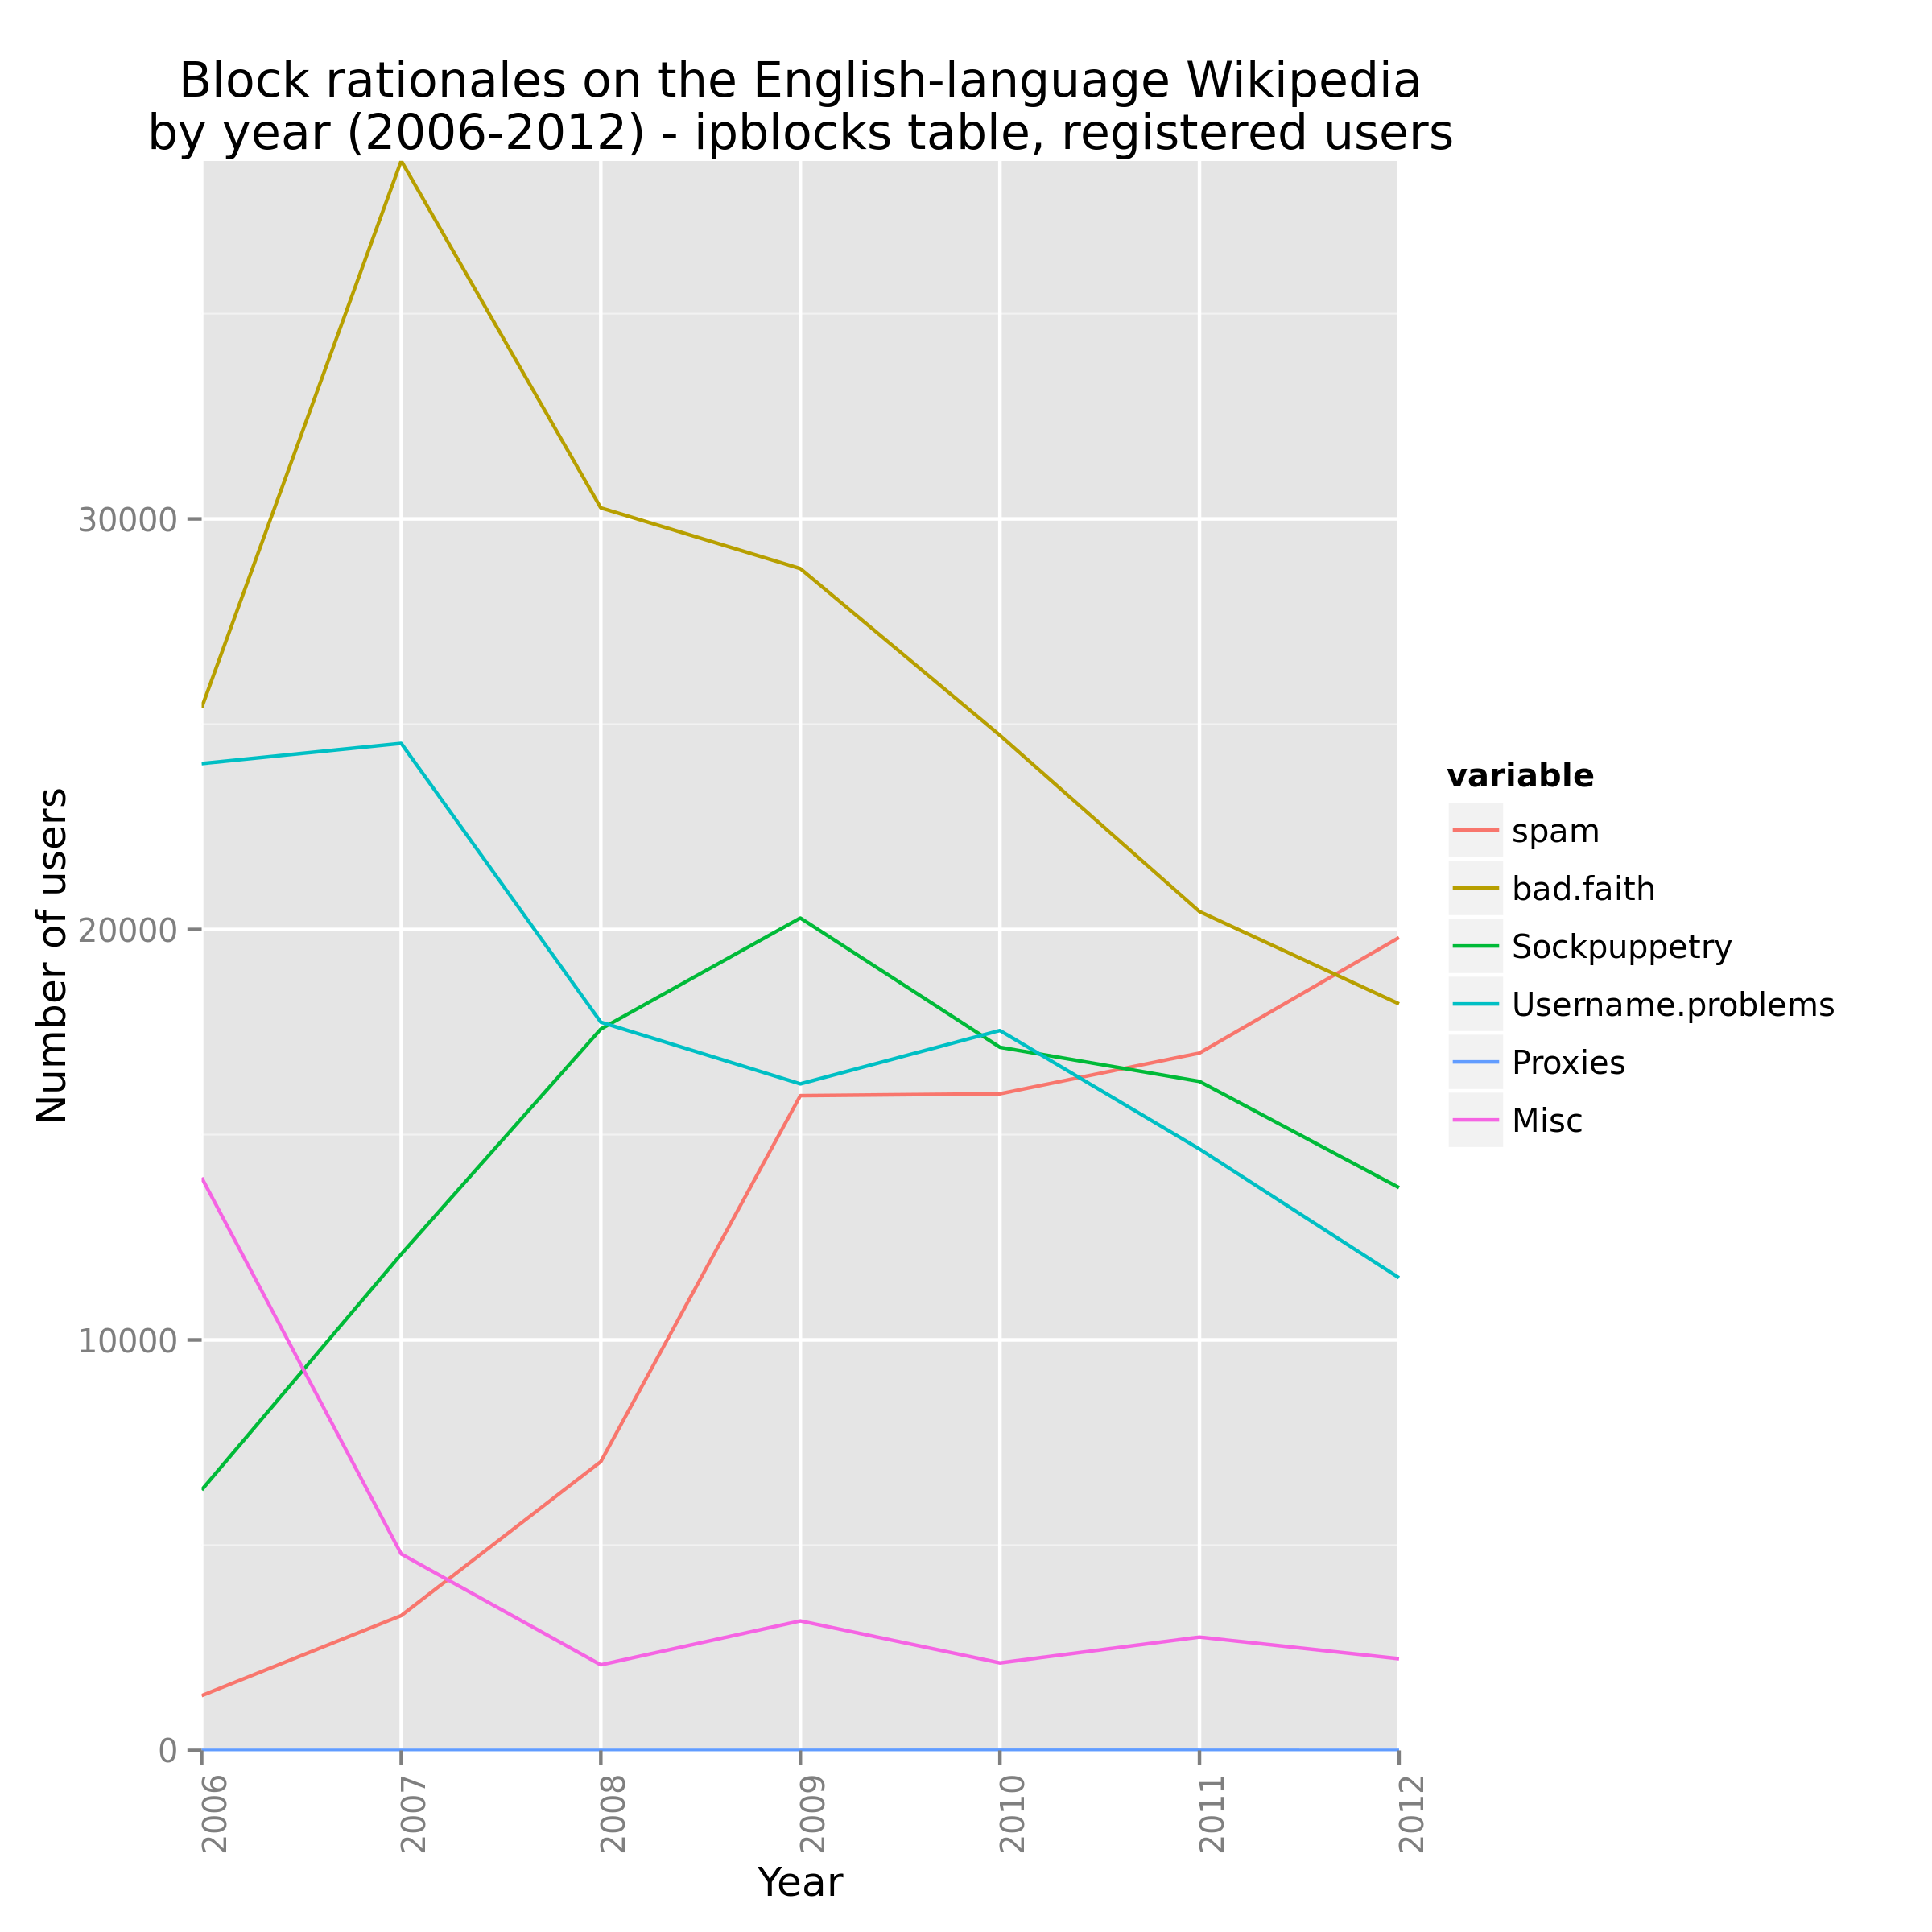 Block rationales on the English-language Wikipedia
by year (2006-2012) - ipblocks table, registered users
Number of users
30000
20000
10000
0
2006
2007
2008
2009
2010
2011
2012
Year
variable
spam
bad.faith
Sockpuppetry
Username.problems
Proxies
Misc